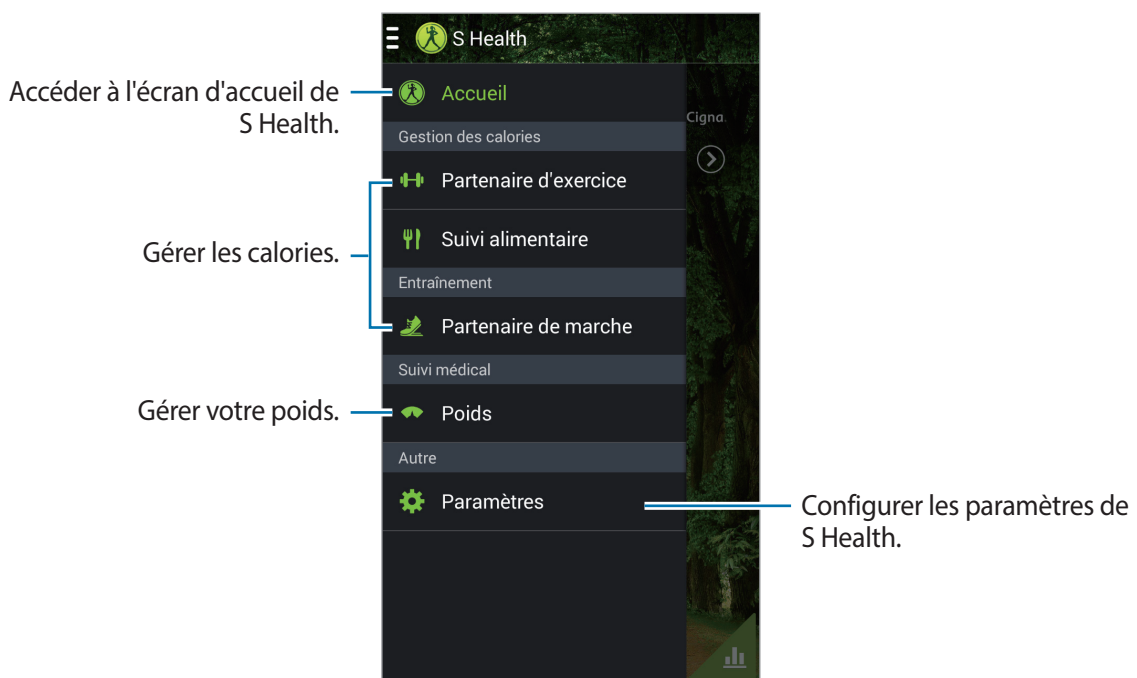 S Health
Accéder à l'écran d'accueil de
S Health.
Accueil
Cigna.
Gestion des calories
Partenaire d'exercice
Gérer les calories.
Suivi alimentaire
Entraînement
Partenaire de marche
Suivi médical
Gérer votre poids.
Poids
Autre
Paramètres
Configurer les paramètres de
S Health.